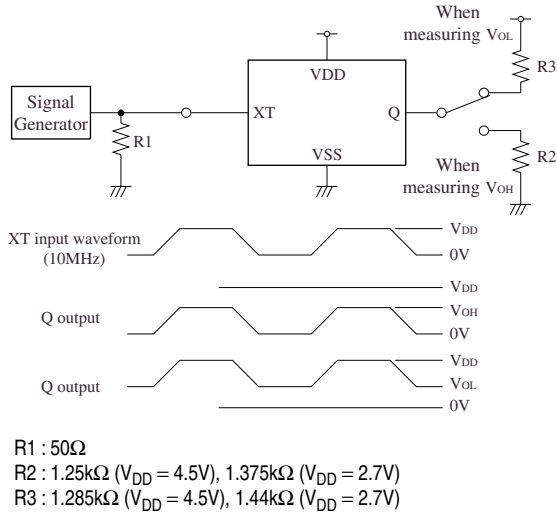 When
measuring VOL
R3
VDD
Signal
Generator
XT
Q
R1
VSS
R2
When
measuring VOH
XT input waveform
(10MHz)
VDD
0V
VDD
Q output
VOH
0V
VDD
Q output
VOL
0V
R1 : 50Ω
R2 : 1.25kΩ (VDD = 4.5V), 1.375kΩ (VDD = 2.7V)
R3 : 1.285kΩ (VDD = 4.5V), 1.44kΩ (VDD = 2.7V)